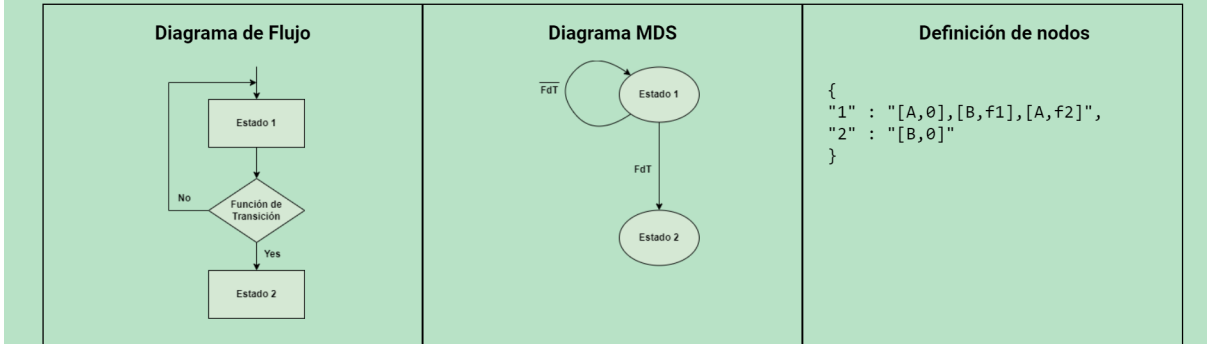 Diagrama de Flujo
Estado 1
No
Función de
Transición
Yes
Estado 2
Diagrama MDS
FdT
Estado 1
FdT
Estado 2
Definición de nodos
{
"1" : "[A,0],[B,f1],[A,f2]",
"2" : "[B,0]"
}